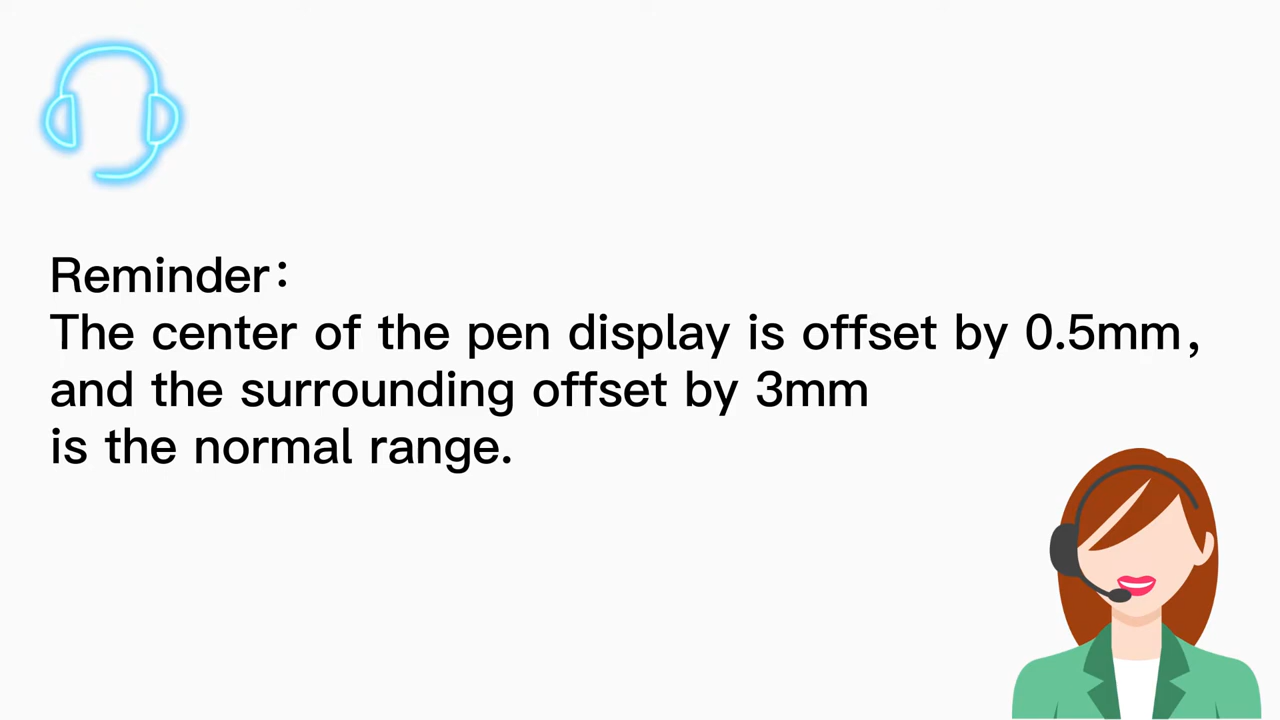 Reminder：
The center of the pen display is offset by 0.5mm，
and the surrounding offset by 3mm
is the normal range.